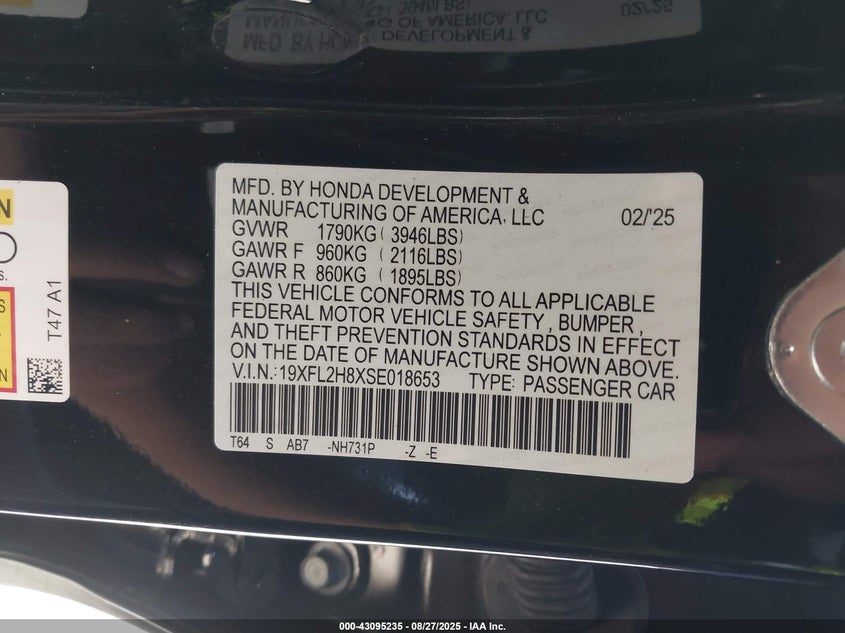 MFD. BY HONDA DEVELOPMENT &
MANUFACTURING OF AMERICA, LLC 02/'25
GVWR 1790KG ( 3946LBS)
GAWR F 960KG ( 2116LBS)
GAWR R 860KG ( 1895LBS)
THIS VEHICLE CONFORMS TO ALL APPLICABLE
FEDERAL MOTOR VEHICLE SAFETY , BUMPER ,
AND THEFT PREVENTION STANDARDS IN EFFECT
ON THE DATE OF MANUFACTURE SHOWN ABOVE.
V.I.N.:19XFL2H8XSE018653 TYPE: PASSENGER CAR
T64 S AB7 -NH731P -Z -E
T47 A1
000-43095235 - 08/27/2025 - IAA Inc.